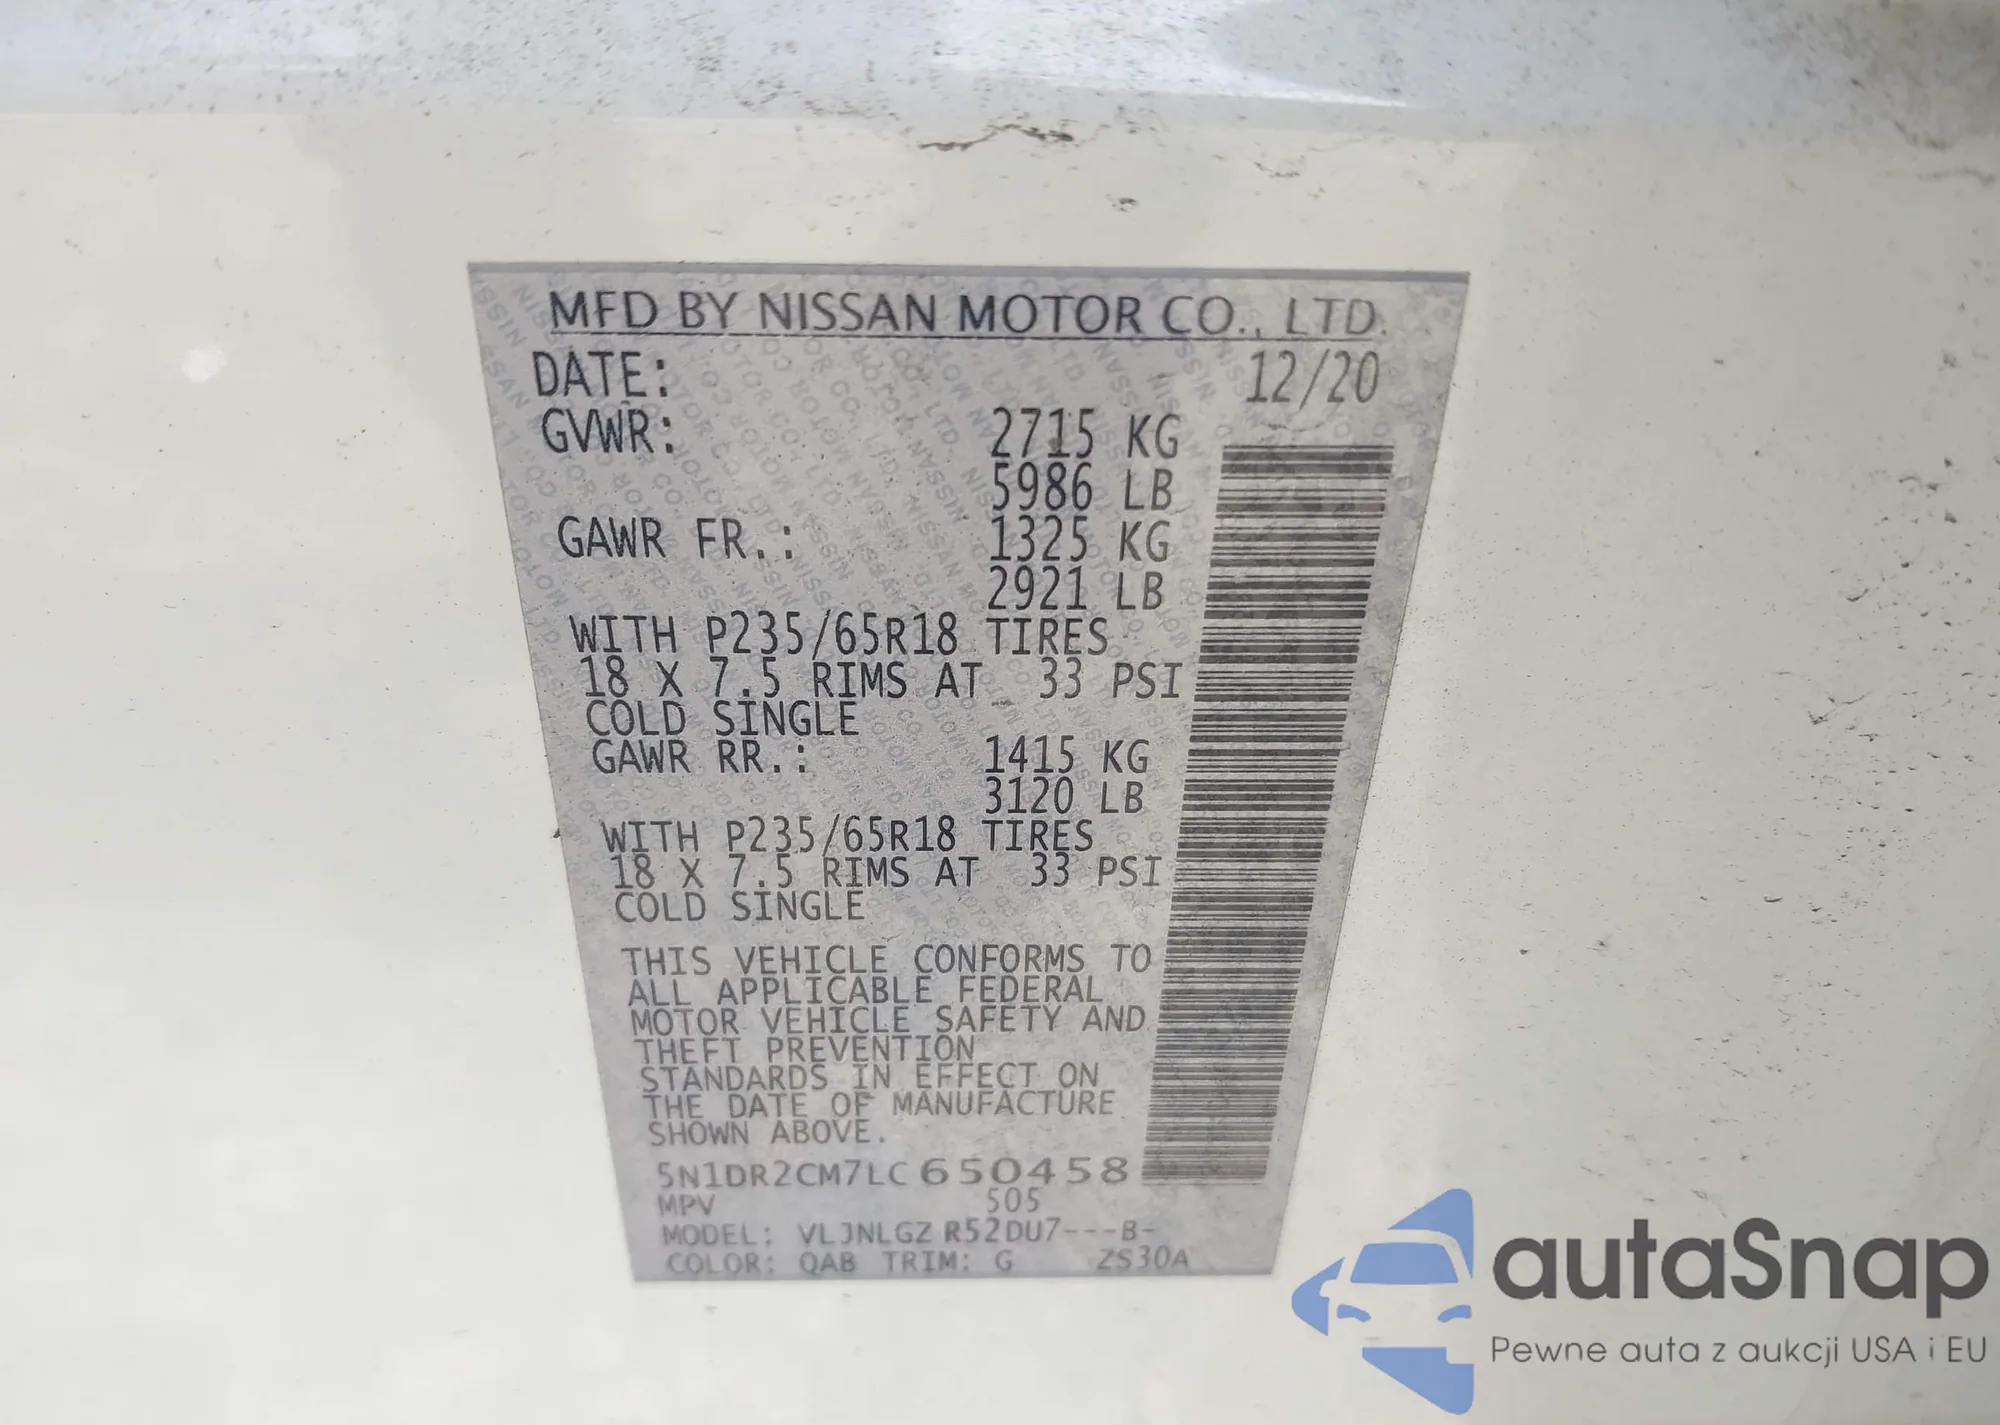 MFD BY NISSAN MOTOR CO., LTD.
DATE: 12/20
GVWR: 2715 KG
5986 LB
GAWR FR.: 1325 KG
2921 LB
WITH P235/65R18 TIRES
18 X 7.5 RIMS AT 33 PSI
COLD SINGLE
GAWR RR.: 1415 KG
3120 LB
WITH P235/65R18 TIRES
18 X 7.5 RIMS AT 33 PSI
COLD SINGLE
THIS VEHICLE CONFORMS TO
ALL APPLICABLE FEDERAL
MOTOR VEHICLE SAFETY AND
THEFT PREVENTION
STANDARDS IN EFFECT ON
THE DATE OF MANUFACTURE
SHOWN ABOVE.
5N1DR2CM7LC650458
MPV 505
MODEL: VLJNLGZ R52DU7---B-
COLOR: QAB TRIM: G ZS30A
autaSnap
Pewne auta z aukcji USA i EU